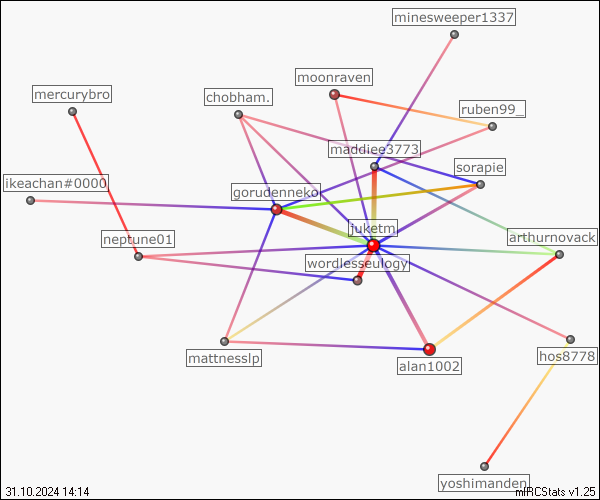 minesweeper1337
moonraven
mercurybro
chobham.
ruben99_
maddiee3773
sorapie
ikeachan#0000
gorudenneko
juketm
neptune01
arthurnovack
wordlesseulogy
mattnesslp
hos8778
alan1002
yoshimanden
31.10.2024 14:14
mIRCStats v1.25